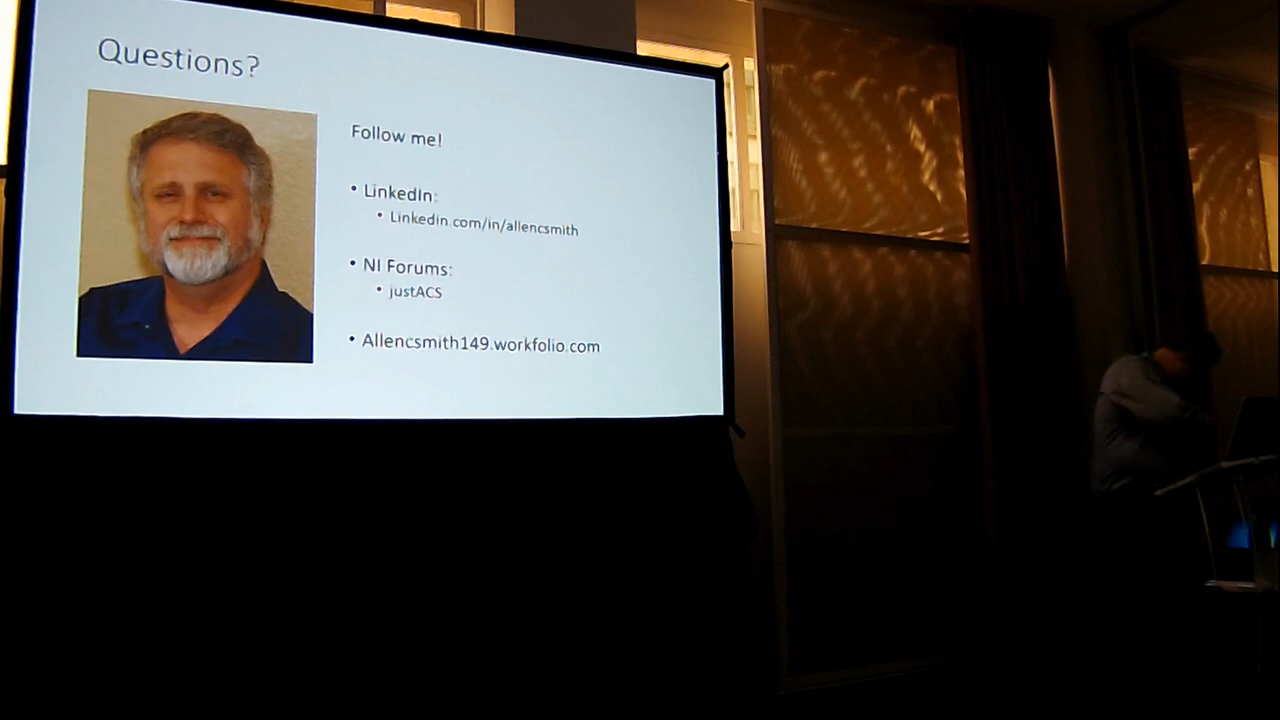 Questions?
Follow me!
• LinkedIn:
• Linkedin.com/in/allencsmith
• NI Forums:
• justACS
• Allencsmith149.workfolio.com